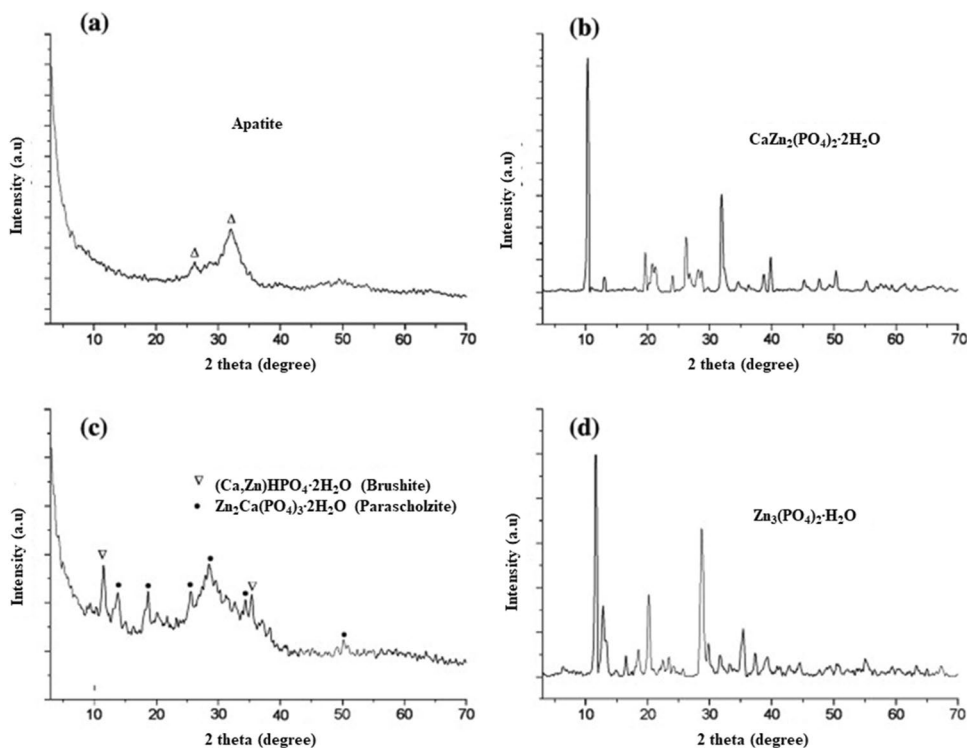 (a)
Apatite
Δ
Δ
Intensity (a.u)
10 20 30 40 50 60 70
2 theta (degree)
(b)
CaZn₂(PO₄)₂·2H₂O
Intensity (a.u)
10 20 30 40 50 60 70
2 theta (degree)
(c)
▽ (Ca,Zn)HPO₄·2H₂O (Brushite)
• Zn₂Ca(PO₄)₃·2H₂O (Parascholzite)
Intensity (a.u)
10 20 30 40 50 60 70
2 theta (degree)
(d)
Zn₃(PO₄)₂·H₂O
Intensity (a.u)
10 20 30 40 50 60 70
2 theta (degree)